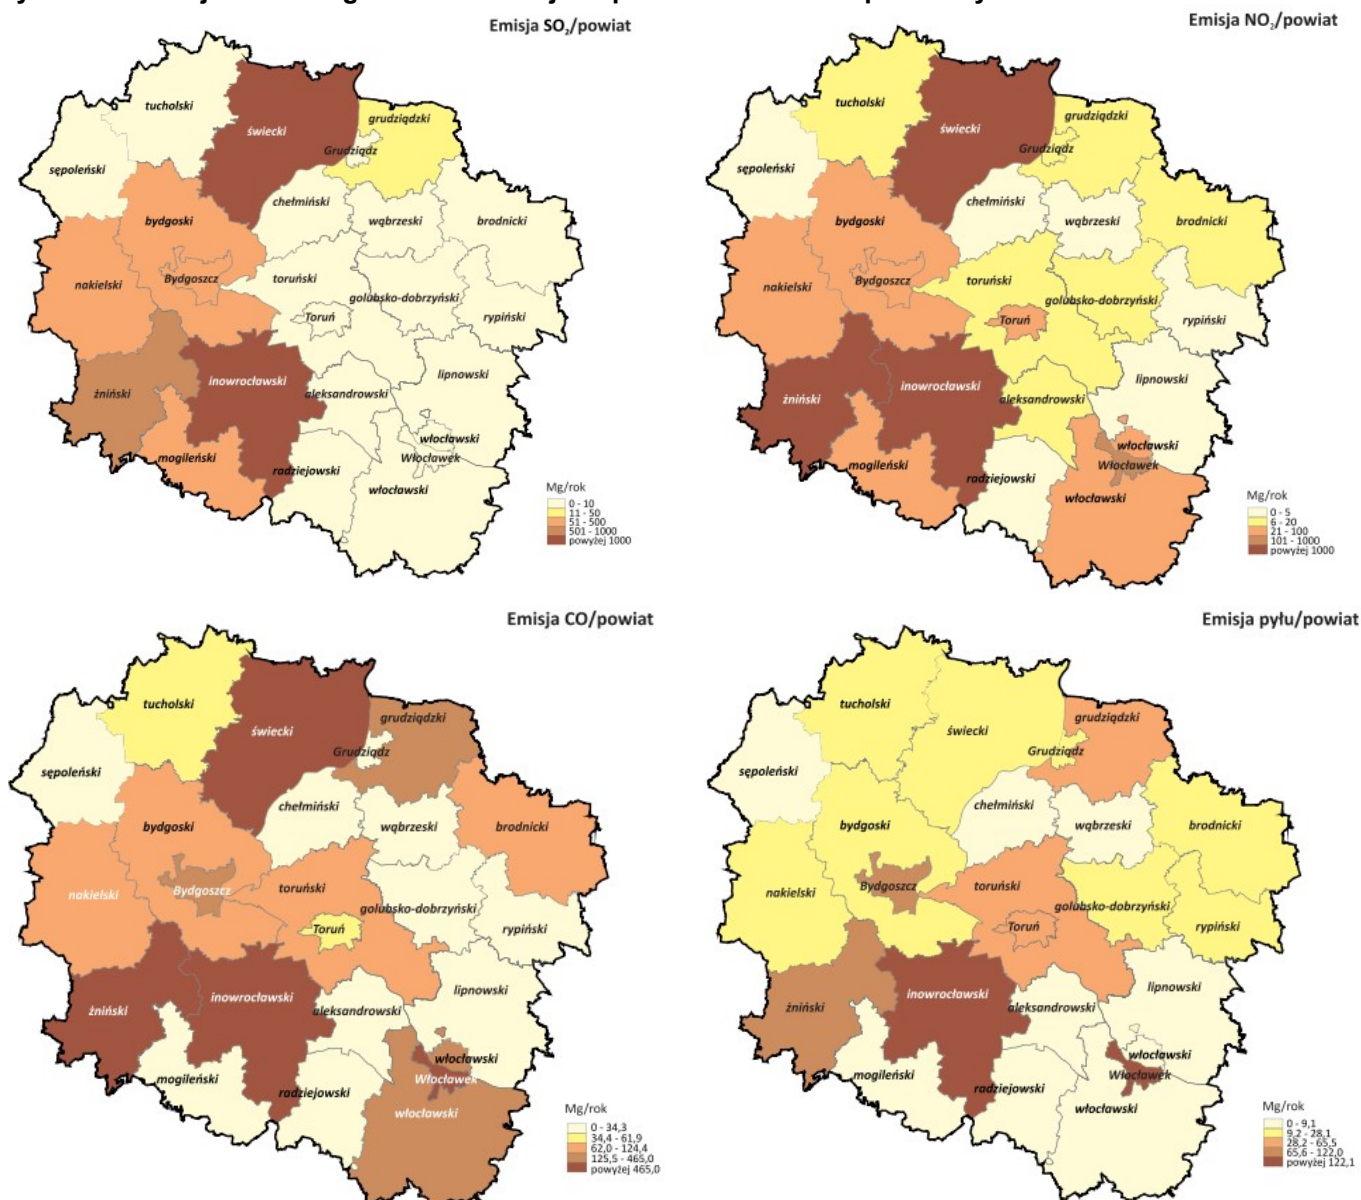 Emisja SO₂/powiat
tucholski
świecki
grudziądzki
Grudziądz
sępoleński
chełmiński
wąbrzeski
brodnicki
bydgoski
Bydgoszcz
toruński
nakielski
golubsko-dobrzyński
Toruń
rypiński
lipnowski
inowrocławski
żniński
aleksandrowski
włocławski
Włocławek
mogileński
radziejowski
włocławski
Mg/rok
0 - 10
11 - 50
51 - 500
501 - 1000
powyżej 1000
Emisja NO₂/powiat
tucholski
grudziądzki
świecki
Grudziądz
sępoleński
chełmiński
wąbrzeski
brodnicki
bydgoski
Bydgoszcz
toruński
nakielski
golubsko-dobrzyński
Toruń
rypiński
lipnowski
inowrocławski
żniński
aleksandrowski
włocławski
Włocławek
mogileński
radziejowski
włocławski
Mg/rok
0 - 5
6 - 20
21 - 100
101 - 1000
powyżej 1000
Emisja CO/powiat
tucholski
grudziądzki
świecki
Grudziądz
sępoleński
chełmiński
wąbrzeski
brodnicki
bydgoski
Bydgoszcz
toruński
nakielski
golubsko-dobrzyński
Toruń
rypiński
lipnowski
inowrocławski
żniński
aleksandrowski
włocławski
Włocławek
mogileński
radziejowski
włocławski
Mg/rok
0 - 34,3
34,4 - 61,9
62,0 - 124,4
125,5 - 465,0
powyżej 465,0
Emisja pyłu/powiat
tucholski
grudziądzki
świecki
Grudziądz
sępoleński
chełmiński
wąbrzeski
brodnicki
bydgoski
Bydgoszcz
toruński
nakielski
golubsko-dobrzyński
Toruń
rypiński
lipnowski
inowrocławski
żniński
aleksandrowski
włocławski
Włocławek
mogileński
radziejowski
włocławski
Mg/rok
0 - 9,1
9,2 - 28,1
28,2 - 65,5
65,6 - 122,0
powyżej 122,1